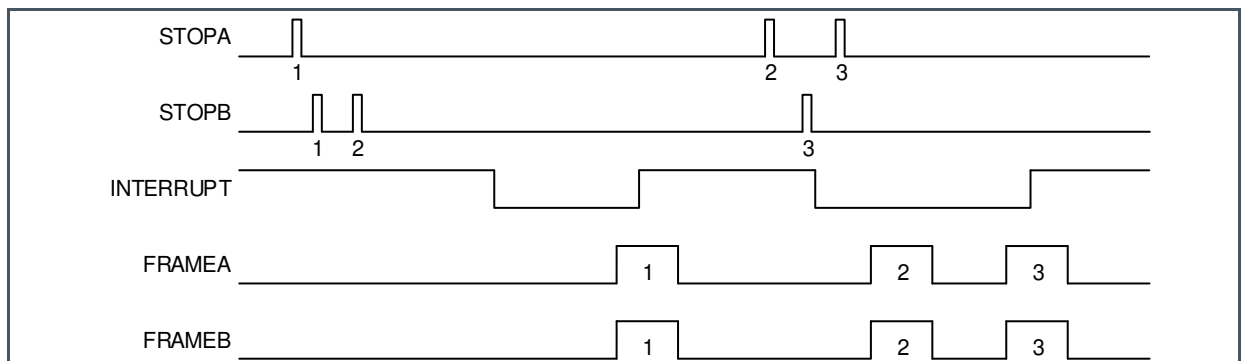 STOPA
1 2 3
STOPB
1 2 3
INTERRUPT
FRAMEA 1 2 3
FRAMEB 1 2 3